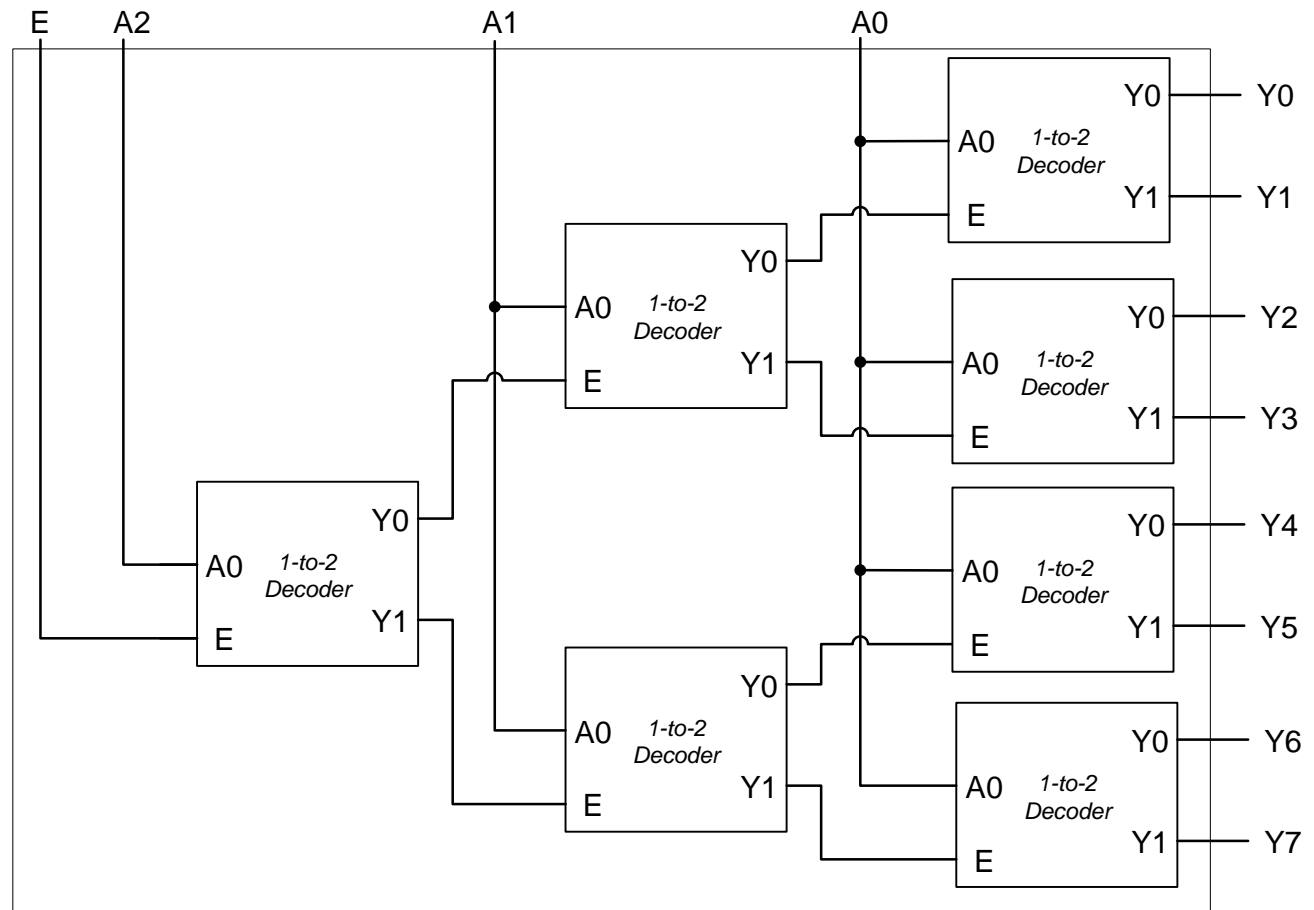 E A2 A1 A0
Y0 Y0
A0 1-to-2
Decoder
Y1 Y1
E
Y0
A0 1-to-2
Decoder
Y1
E
Y0 Y2
A0 1-to-2
Decoder
Y1 Y3
E
Y0
A0 1-to-2
Decoder
Y1
E
Y0 Y4
A0 1-to-2
Decoder
Y1 Y5
E
Y0
A0 1-to-2
Decoder
Y1
E
Y0 Y6
A0 1-to-2
Decoder
Y1 Y7
E